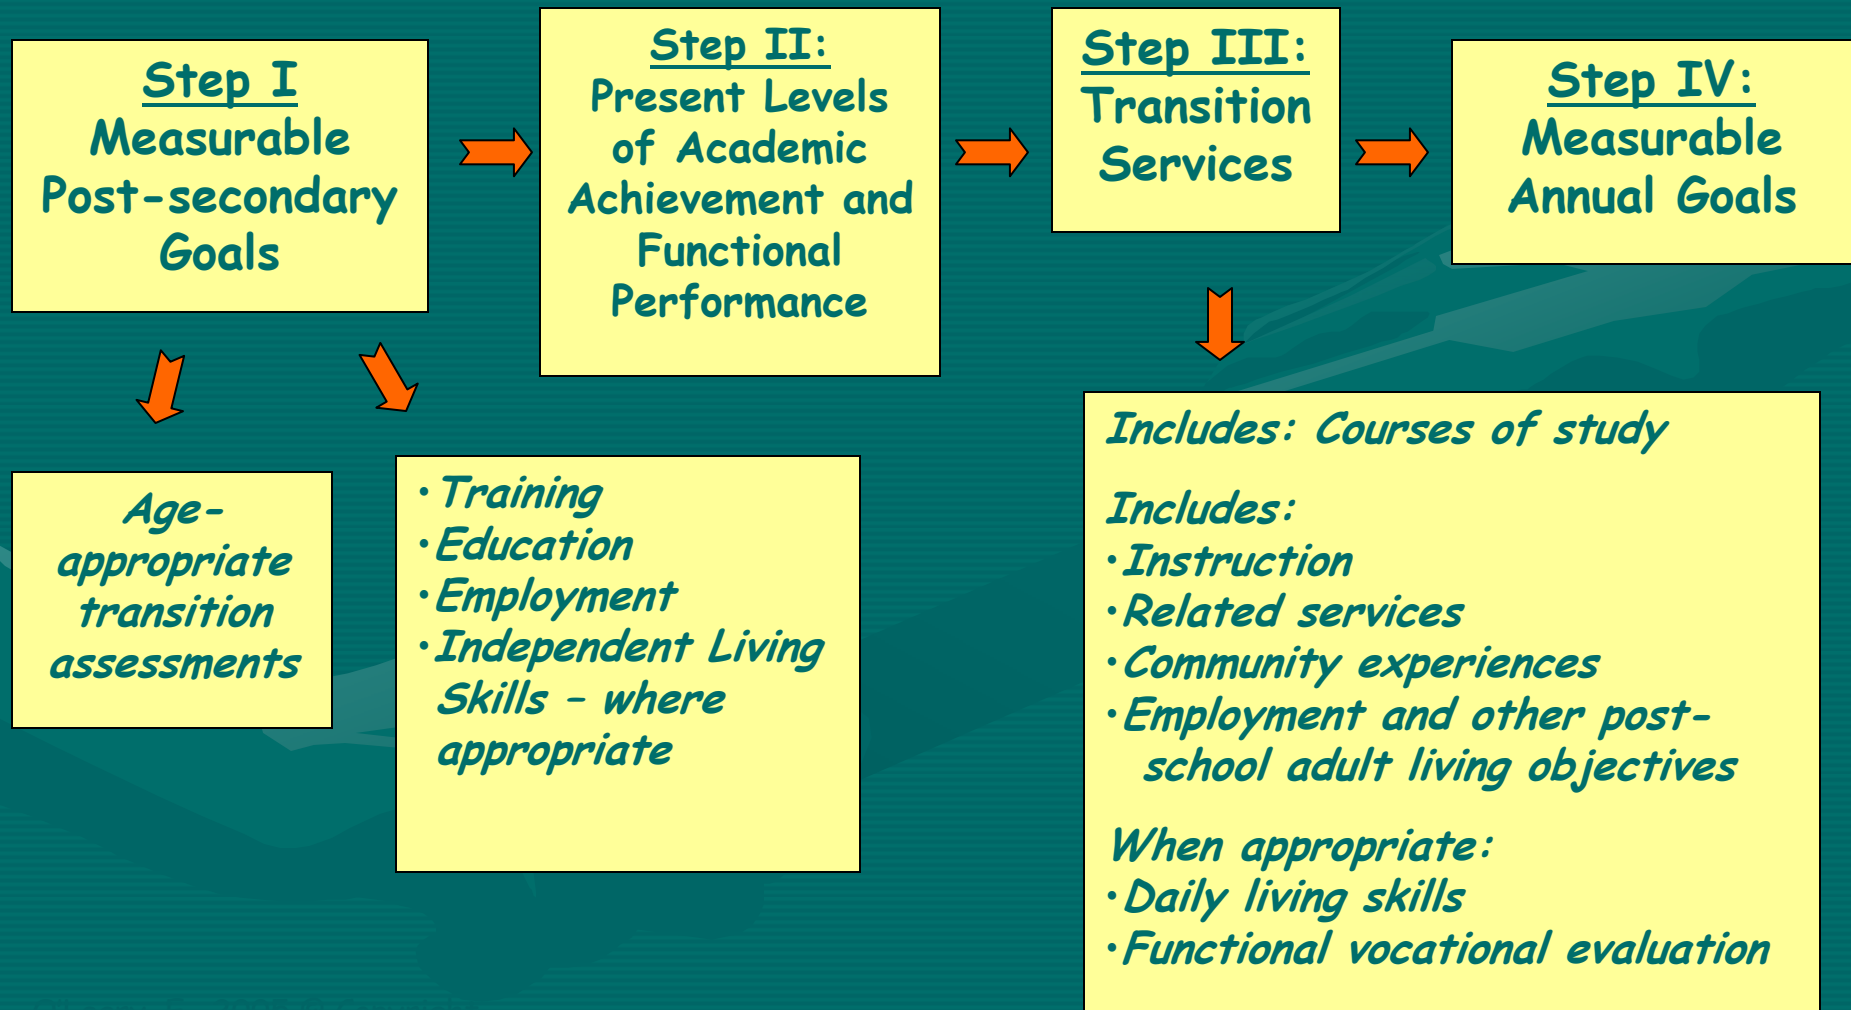 Step I
Measurable
Post-secondary
Goals
Step II:
Present Levels
of Academic
Achievement and
Functional
Performance
Step III:
Transition
Services
Step IV:
Measurable
Annual Goals
Age-
appropriate
transition
assessments
•Training
•Education
•Employment
•Independent Living
Skills – where
appropriate
Includes: Courses of study
Includes:
•Instruction
•Related services
•Community experiences
•Employment and other post-
school adult living objectives
When appropriate:
•Daily living skills
•Functional vocational evaluation